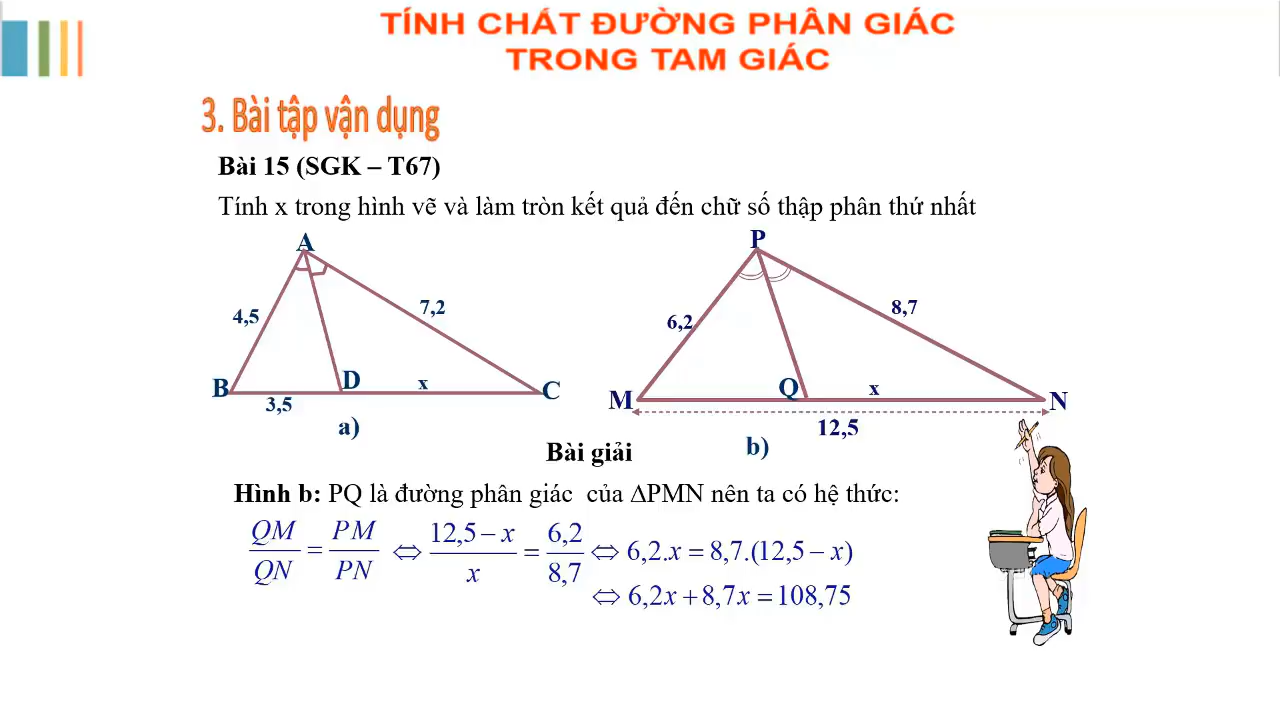 TÍNH CHÁT ĐƯỜNG PHÂN GIÁC
TRONG TAM GIÁC
3. Bài tập vận dụng
Bài 15 (SGK – T67)
Tính x trong hình vẽ và làm tròn kết quả đến chữ số thập phân thứ nhất
A
4,5
7,2
B
D
x
C
3,5
a)
P
6,2
8,7
M
Q
x
N
12,5
b)
Bài giải
Hình b: PQ là đường phân giác của ∆PMN nên ta có hệ thức:
QM/QN = PM/PN ⇔ (12,5 – x)/x = 6,2/8,7 ⇔ 6,2.x = 8,7.(12,5 – x)
⇔ 6,2x + 8,7x = 108,75